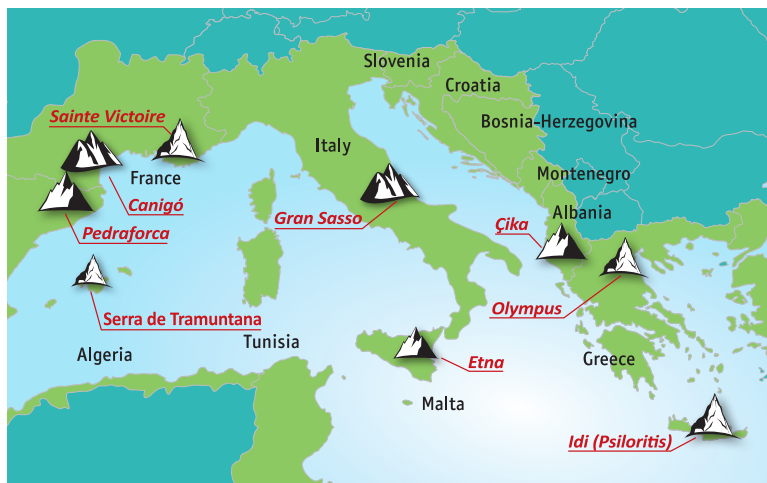 Slovenia
Croatia
Sainte Victoire
Bosnia-Herzegovina
Italy
Montenegro
France
Canigó
Gran Sasso
Albania
Çika
Pedraforca
Olympus
Serra de Tramuntana
Tunisia
Algeria
Greece
Etna
Malta
Idi (Psiloritis)